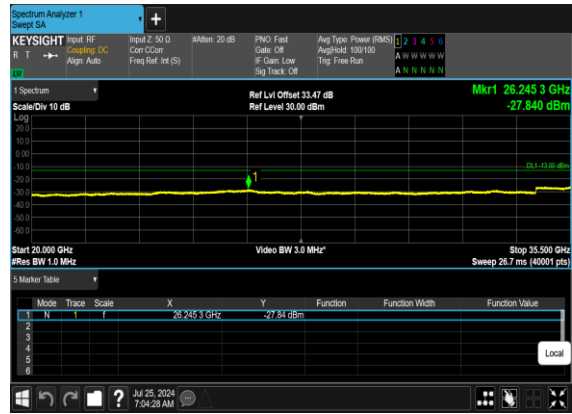 Spectrum Analyzer 1
Swept SA
KEYSIGHT Input: RF Input Z: 50 Ω #Atten: 20 dB PNO: Fast Avg Type: Power (RMS) 1 2 3 4 5 6
R T Coupling: DC Corr CCorr Gate: Off Avg|Hold: 100/100 A W W W W W
Align: Auto Freq Ref: Int (S) IF Gain: Low Trig: Free Run
Sig Track: Off A N N N N N
1 Spectrum Ref Lvl Offset 33.47 dB Mkr1 26.245 3 GHz
Scale/Div 10 dB Ref Level 30.00 dBm -27.840 dBm
Log
20.0
10.0
0.00
-10.0 DL1 -13.00 dBm
-20.0 1
-30.0
-40.0
-50.0
-60.0
Start 20.000 GHz Video BW 3.0 MHz* Stop 35.500 GHz
#Res BW 1.0 MHz Sweep 26.7 ms (40001 pts)
5 Marker Table
Mode Trace Scale X Y Function Function Width Function Value
1 N 1 f 26.245 3 GHz -27.84 dBm
2
3
4
5
6
Local
? Jul 25, 2024
7:04:28 AM